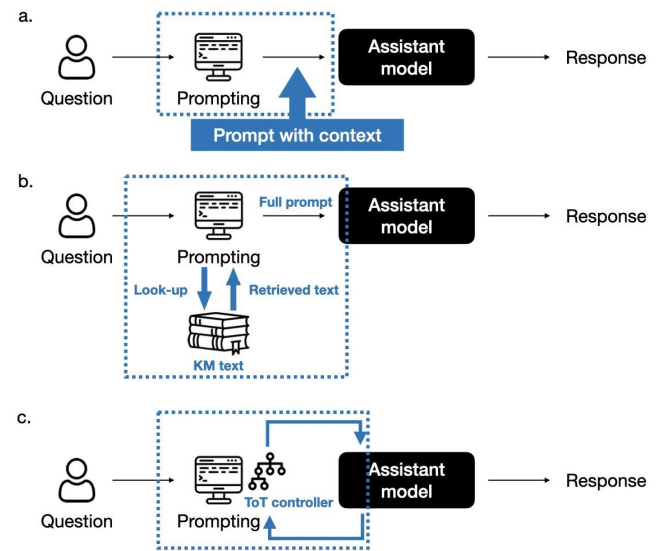 a.
Assistant
model
Response
Question
Prompting
Prompt with context
b.
Full prompt
Assistant
model
Response
Question
Prompting
Look-up
Retrieved text
KM text
c.
Assistant
model
Response
ToT controller
Question
Prompting